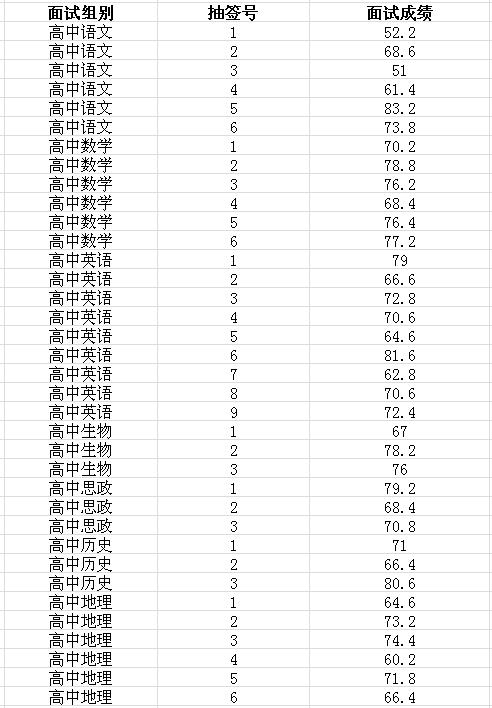 面试组别 抽签号 面试成绩
高中语文 1 52.2
高中语文 2 68.6
高中语文 3 51
高中语文 4 61.4
高中语文 5 83.2
高中语文 6 73.8
高中数学 1 70.2
高中数学 2 78.8
高中数学 3 76.2
高中数学 4 68.4
高中数学 5 76.4
高中数学 6 77.2
高中英语 1 79
高中英语 2 66.6
高中英语 3 72.8
高中英语 4 70.6
高中英语 5 64.6
高中英语 6 81.6
高中英语 7 62.8
高中英语 8 70.6
高中英语 9 72.4
高中生物 1 67
高中生物 2 78.2
高中生物 3 76
高中思政 1 79.2
高中思政 2 68.4
高中思政 3 70.8
高中历史 1 71
高中历史 2 66.4
高中历史 3 80.6
高中地理 1 64.6
高中地理 2 73.2
高中地理 3 74.4
高中地理 4 60.2
高中地理 5 71.8
高中地理 6 66.4